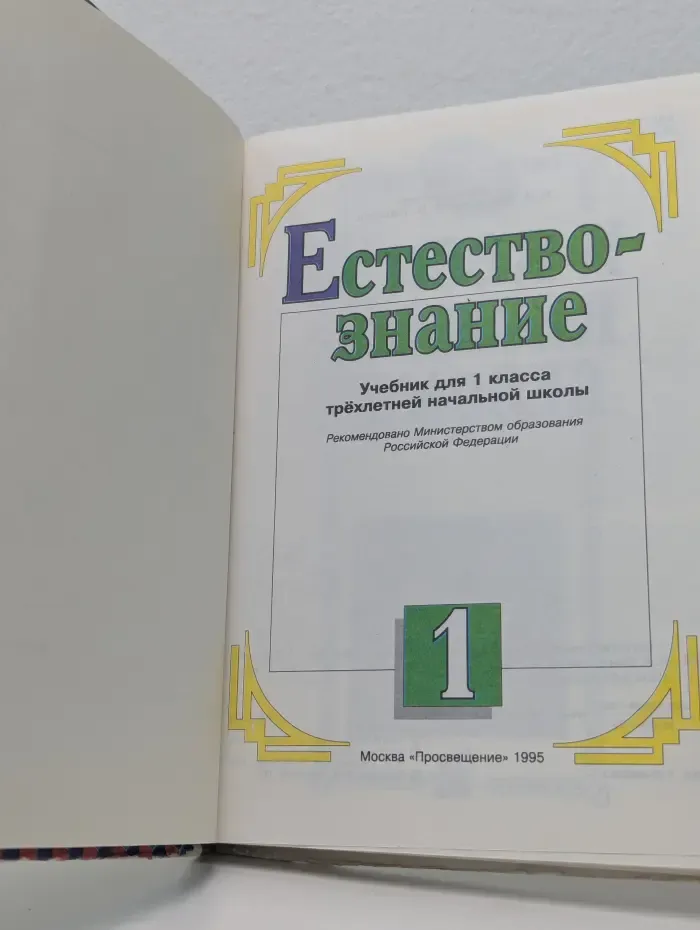 Естество-
знание
Учебник для 1 класса
трёхлетней начальной школы
Рекомендовано Министерством образования
Российской Федерации
1
Москва «Просвещение» 1995